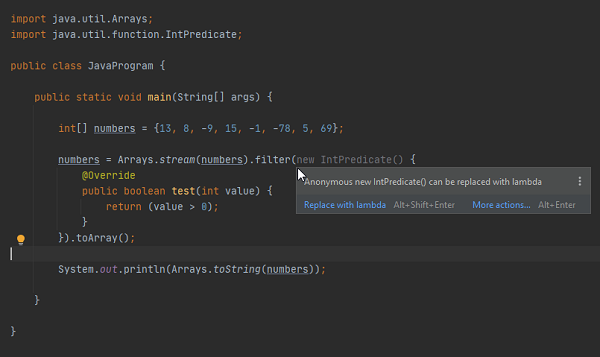 import java.util.Arrays;
import java.util.function.IntPredicate;
public class JavaProgram {
public static void main(String[] args) {
int[] numbers = {13, 8, -9, 15, -1, -78, 5, 69};
numbers = Arrays.stream(numbers).filter(new IntPredicate() {
@Override
public boolean test(int value) {
return (value > 0);
}
}).toArray();
System.out.println(Arrays.toString(numbers));
}
}
Anonymous new IntPredicate() can be replaced with lambda
Replace with lambda Alt+Shift+Enter More actions... Alt+Enter